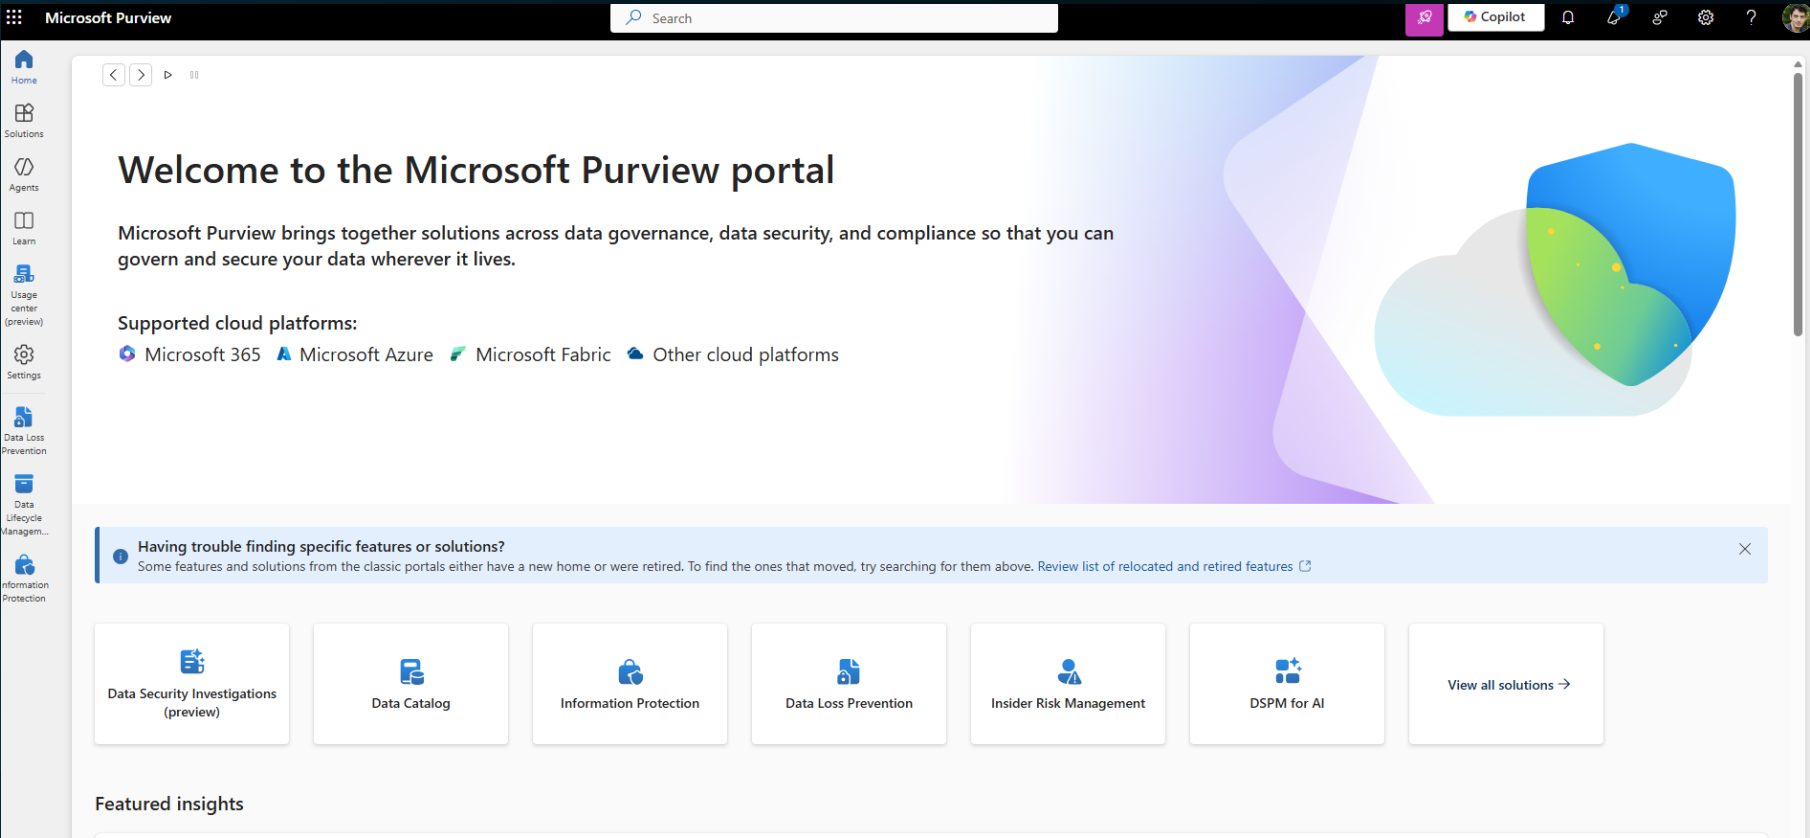 Microsoft Purview
Search
Copilot
1
?
Home
Solutions
Agents
Learn
Usage
center
(preview)
Settings
Data Loss
Prevention
Data
Lifecycle
Managem...
nformation
Protection
Welcome to the Microsoft Purview portal
Microsoft Purview brings together solutions across data governance, data security, and compliance so that you can
govern and secure your data wherever it lives.
Supported cloud platforms:
Microsoft 365 Microsoft Azure Microsoft Fabric Other cloud platforms
Having trouble finding specific features or solutions?
Some features and solutions from the classic portals either have a new home or were retired. To find the ones that moved, try searching for them above. Review list of relocated and retired features
Data Security Investigations
(preview)
Data Catalog
Information Protection
Data Loss Prevention
Insider Risk Management
DSPM for AI
View all solutions →
Featured insights